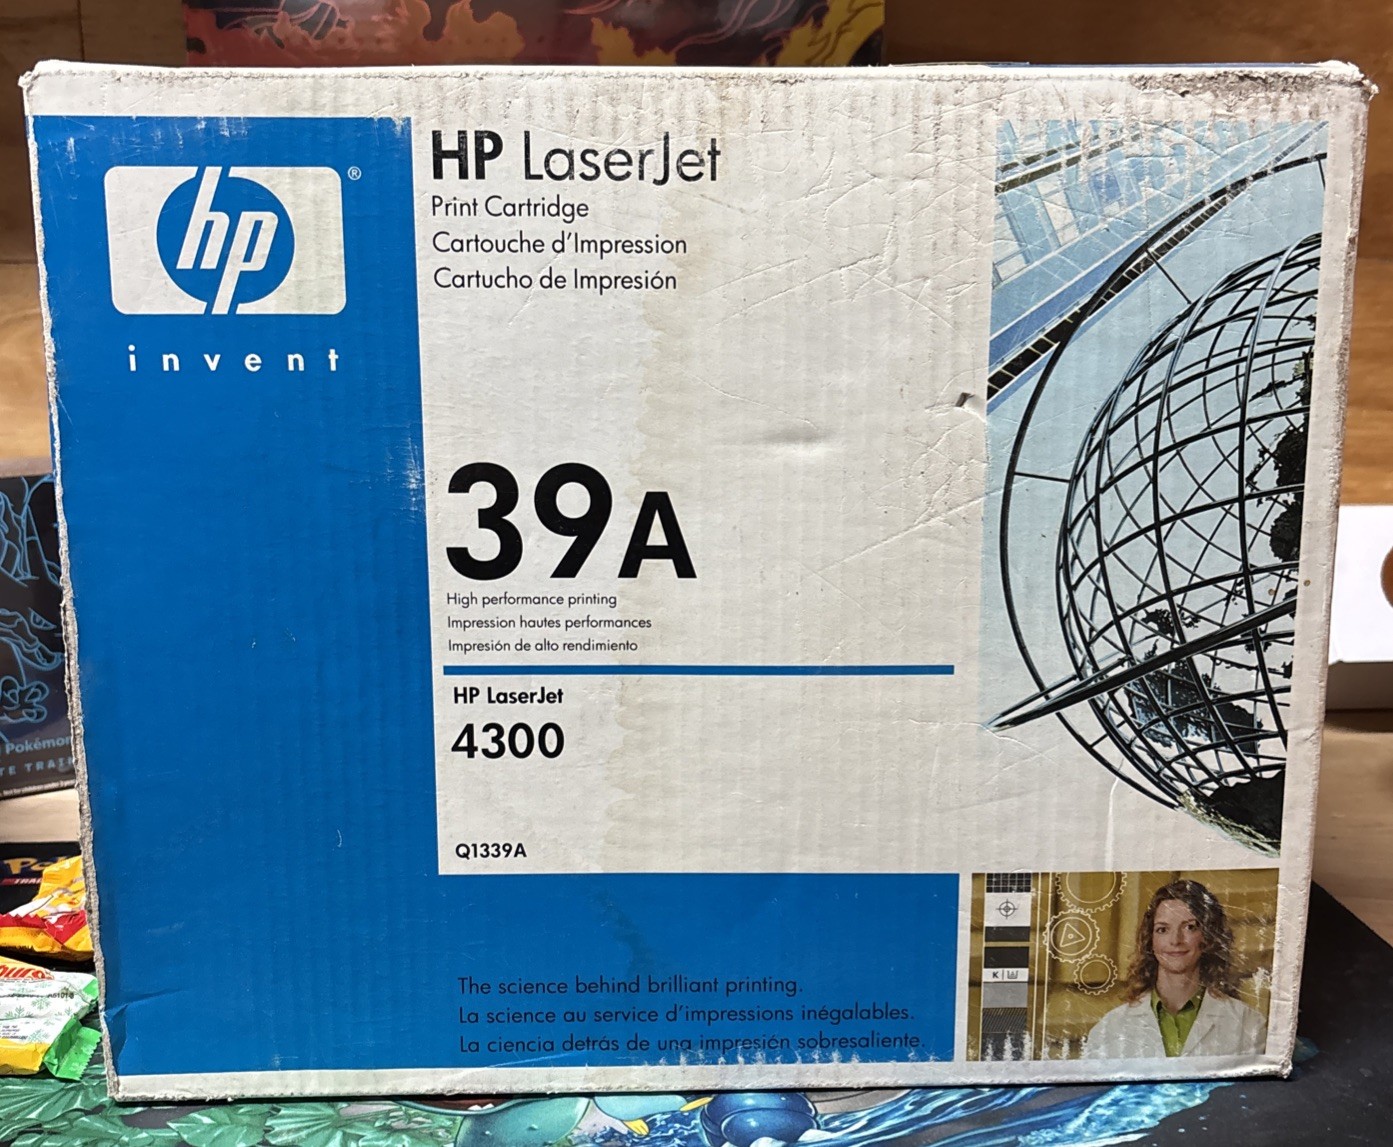 hp ®
invent
HP LaserJet
Print Cartridge
Cartouche d'Impression
Cartucho de Impresión
39A
High performance printing
Impression hautes performances
Impresión de alto rendimiento
HP LaserJet
4300
Q1339A
The science behind brilliant printing.
La science au service d'impressions inégalables.
La ciencia detrás de una impresión sobresaliente.
K
Pokémon